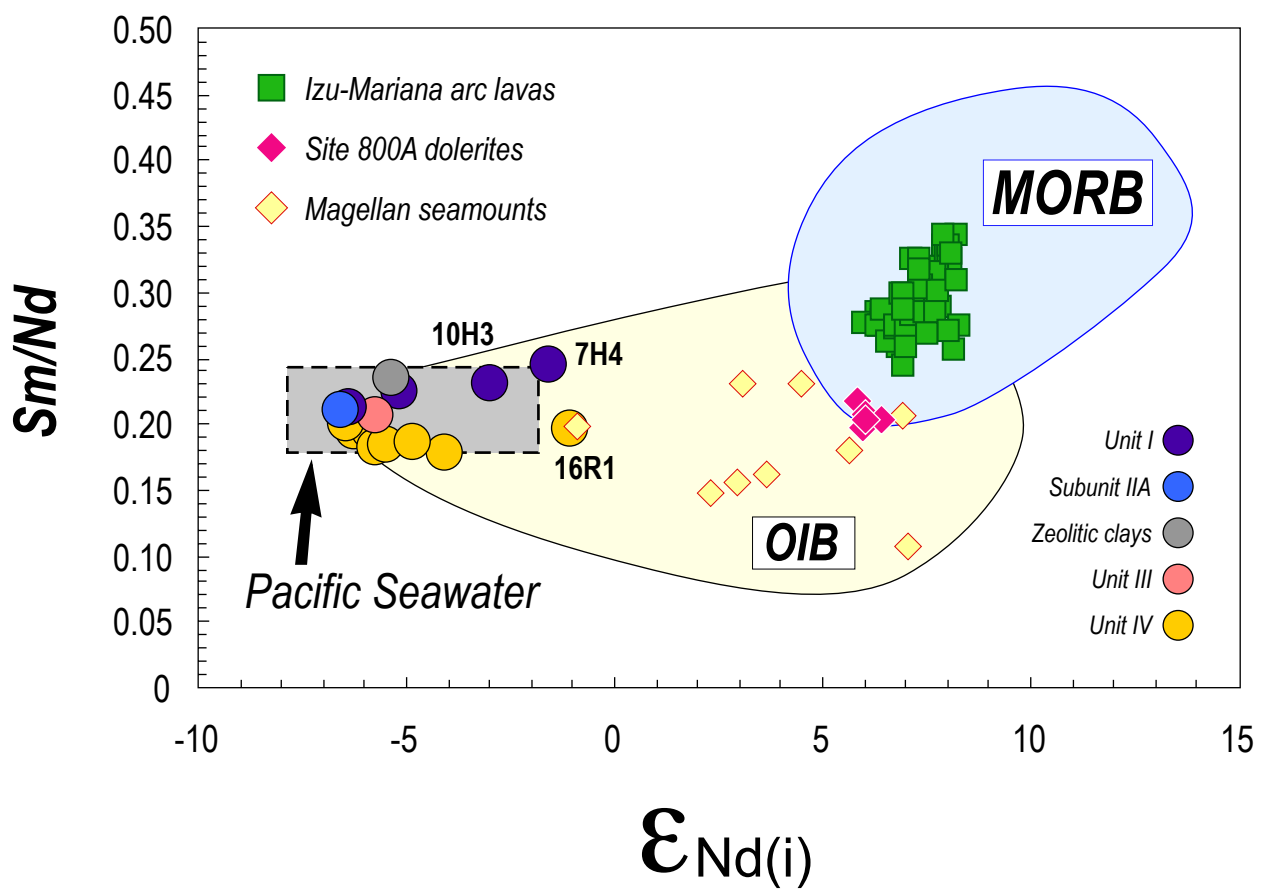 0.50
0.45
0.40
0.35
0.30
0.25
0.20
0.15
0.10
0.05
0
Sm/Nd
Izu-Mariana arc lavas
Site 800A dolerites
Magellan seamounts
MORB
10H3
7H4
16R1
OIB
Pacific Seawater
Unit I
Subunit IIA
Zeolitic clays
Unit III
Unit IV
-10 -5 0 5 10 15
εNd(i)